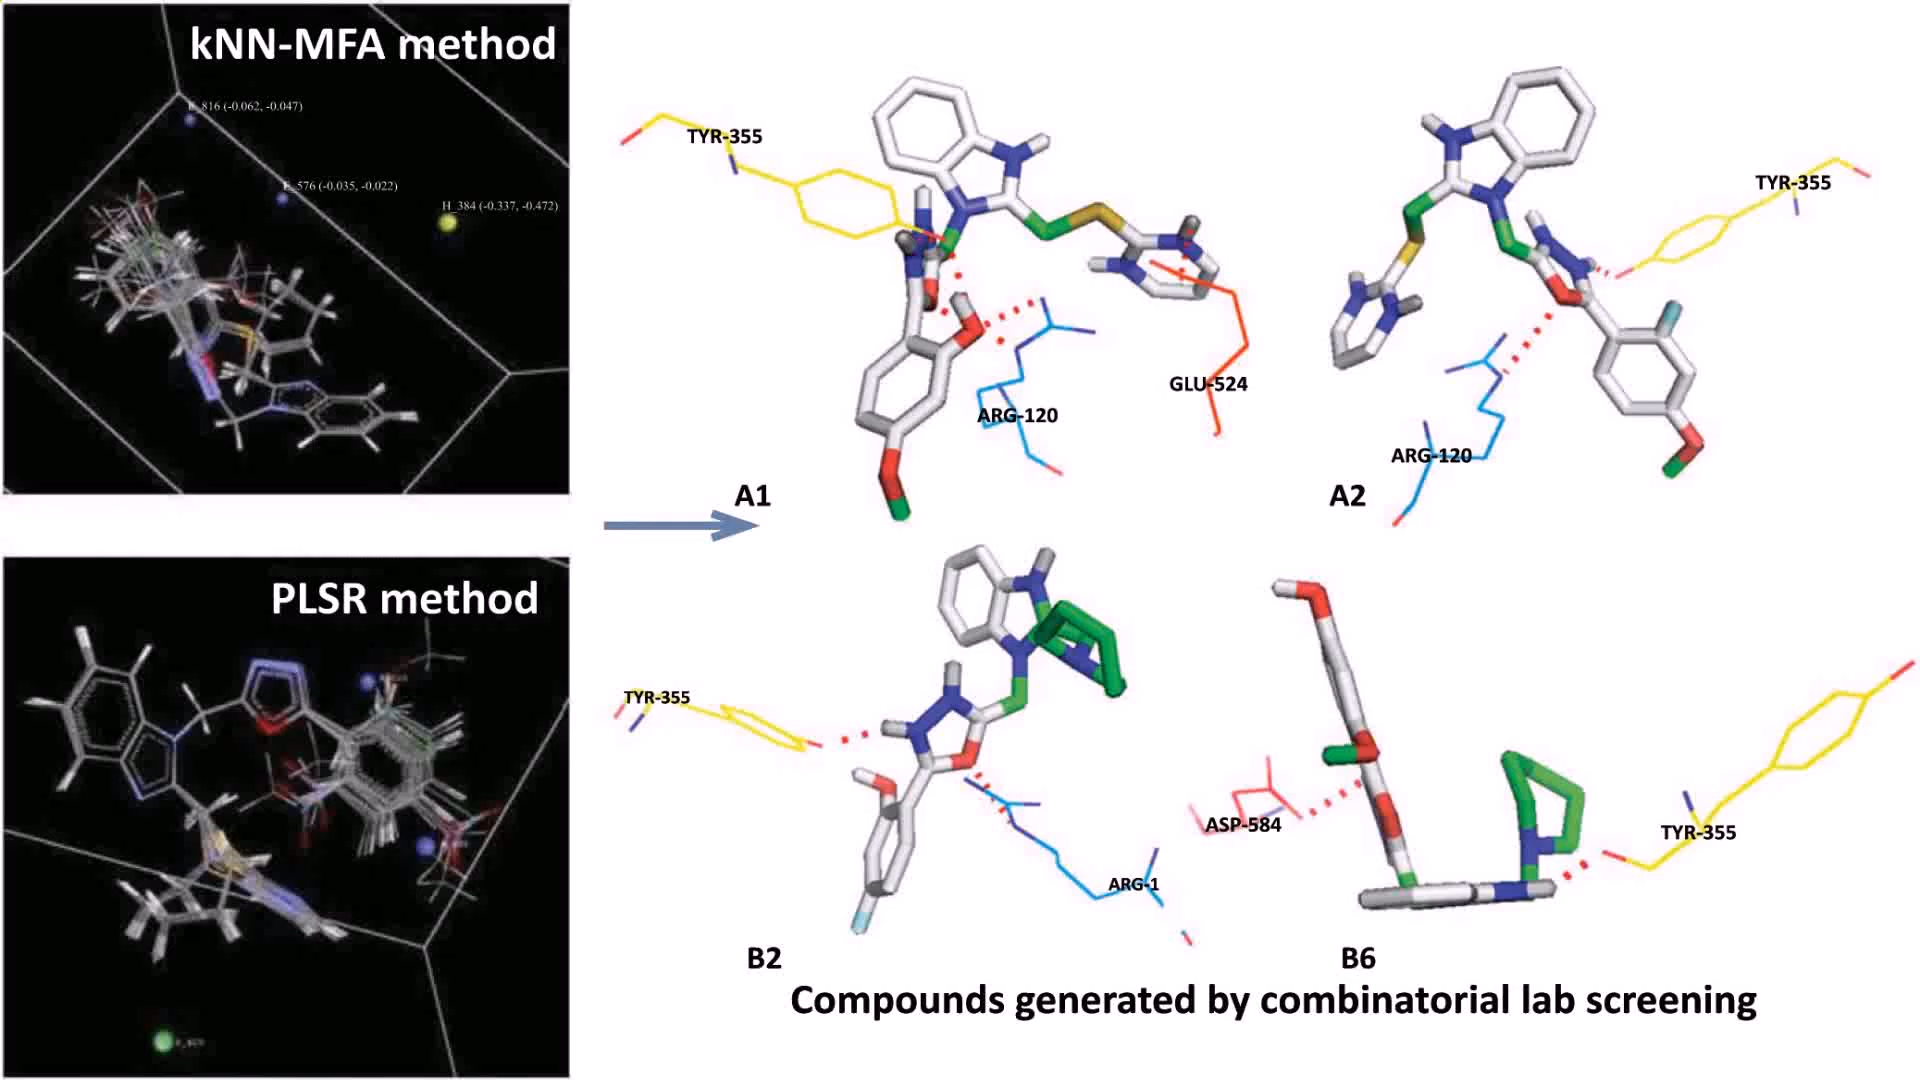 kNN-MFA method
E_816 (-0.062, -0.047)
E_576 (-0.035, -0.022)
H_384 (-0.337, -0.472)
TYR-355
GLU-524
ARG-120
A1
TYR-355
ARG-120
A2
PLSR method
TYR-355
ARG-1
B2
ASP-584
TYR-355
B6
Compounds generated by combinatorial lab screening